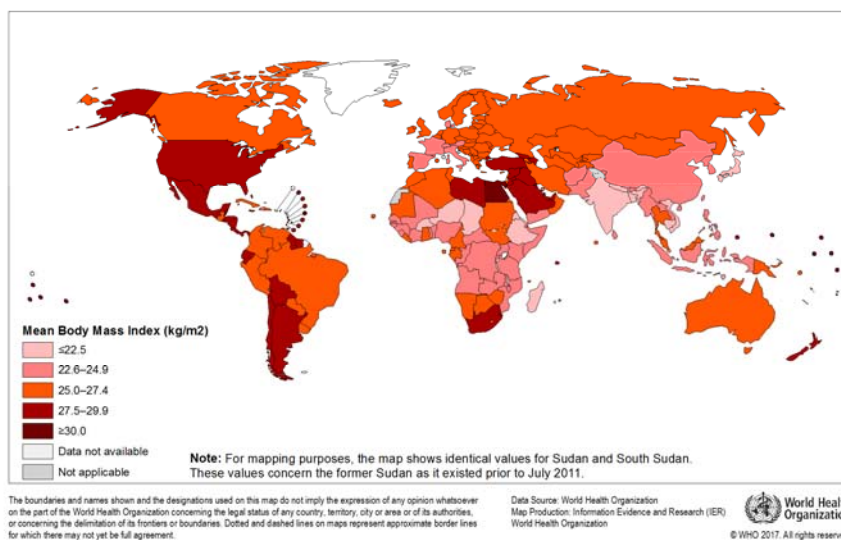 Mean Body Mass Index (kg/m2)
≤22.5
22.6–24.9
25.0–27.4
27.5–29.9
≥30.0
Data not available
Not applicable
Note: For mapping purposes, the map shows identical values for Sudan and South Sudan.
These values concern the former Sudan as it existed prior to July 2011.
The boundaries and names shown and the designations used on this map do not imply the expression of any opinion whatsoever
on the part of the World Health Organization concerning the legal status of any country, territory, city or area or of its authorities,
or concerning the delimitation of its frontiers or boundaries. Dotted and dashed lines on maps represent approximate border lines
for which there may not yet be full agreement.
Data Source: World Health Organization
Map Production: Information Evidence and Research (IER)
World Health Organization
World Heal
Organizatio
© WHO 2017. All rights reserve